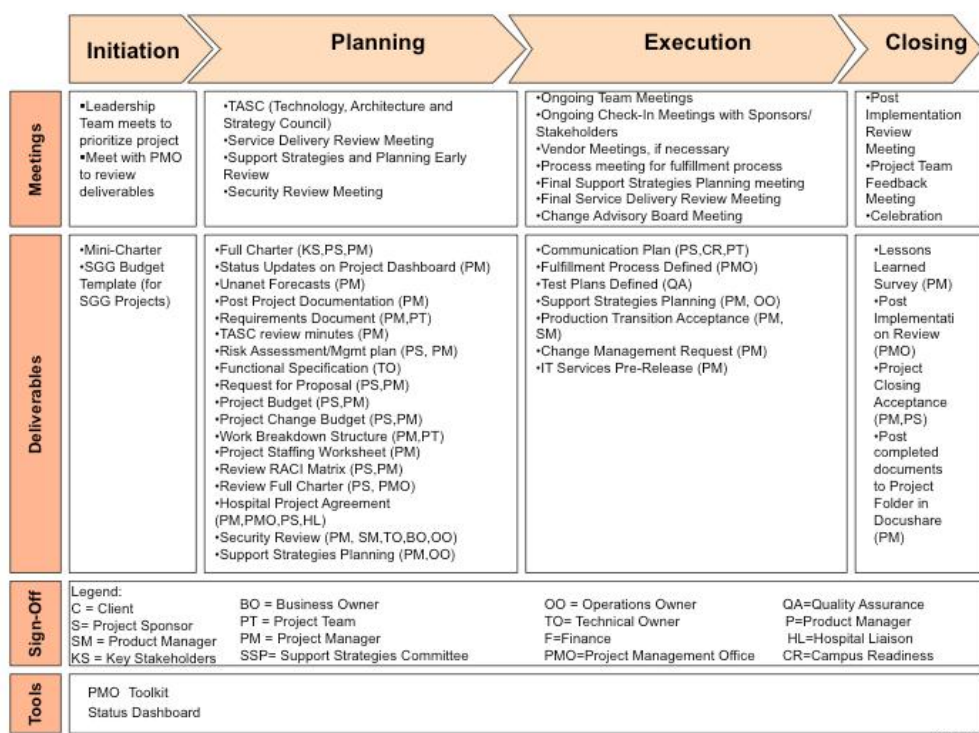 Initiation
Planning
Execution
Closing
Meetings
▪Leadership
Team meets to
prioritize project
▪Meet with PMO
to review
deliverables
•TASC (Technology, Architecture and
Strategy Council)
•Service Delivery Review Meeting
•Support Strategies and Planning Early
Review
•Security Review Meeting
•Ongoing Team Meetings
•Ongoing Check-In Meetings with Sponsors/
Stakeholders
•Vendor Meetings, if necessary
•Process meeting for fulfillment process
•Final Support Strategies Planning meeting
•Final Service Delivery Review Meeting
•Change Advisory Board Meeting
•Post
Implementation
Review
Meeting
•Project Team
Feedback
Meeting
•Celebration
Deliverables
•Mini-Charter
•SGG Budget
Template (for
SGG Projects)
•Full Charter (KS,PS,PM)
•Status Updates on Project Dashboard (PM)
•Unanet Forecasts (PM)
•Post Project Documentation (PM)
•Requirements Document (PM,PT)
•TASC review minutes (PM)
•Risk Assessment/Mgmt plan (PS, PM)
•Functional Specification (TO)
•Request for Proposal (PS,PM)
•Project Budget (PS,PM)
•Project Change Budget (PS,PM)
•Work Breakdown Structure (PM,PT)
•Project Staffing Worksheet (PM)
•Review RACI Matrix (PS,PM)
•Review Full Charter (PS, PMO)
•Hospital Project Agreement
(PM,PMO,PS,HL)
•Security Review (PM, SM,TO,BO,OO)
•Support Strategies Planning (PM,OO)
•Communication Plan (PS,CR,PT)
•Fulfillment Process Defined (PMO)
•Test Plans Defined (QA)
•Support Strategies Planning (PM, OO)
•Production Transition Acceptance (PM,
SM)
•Change Management Request (PM)
•IT Services Pre-Release (PM)
•Lessons
Learned
Survey (PM)
•Post
Implementati
on Review
(PMO)
•Project
Closing
Acceptance
(PM,PS)
•Post
completed
documents
to Project
Folder in
Docushare
(PM)
Sign-Off
Legend:
C = Client
S= Project Sponsor
SM = Product Manager
KS = Key Stakeholders
BO = Business Owner
PT = Project Team
PM = Project Manager
SSP= Support Strategies Committee
OO = Operations Owner
TO= Technical Owner
F=Finance
PMO=Project Management Office
QA=Quality Assurance
P=Product Manager
HL=Hospital Liaison
CR=Campus Readiness
Tools
PMO Toolkit
Status Dashboard